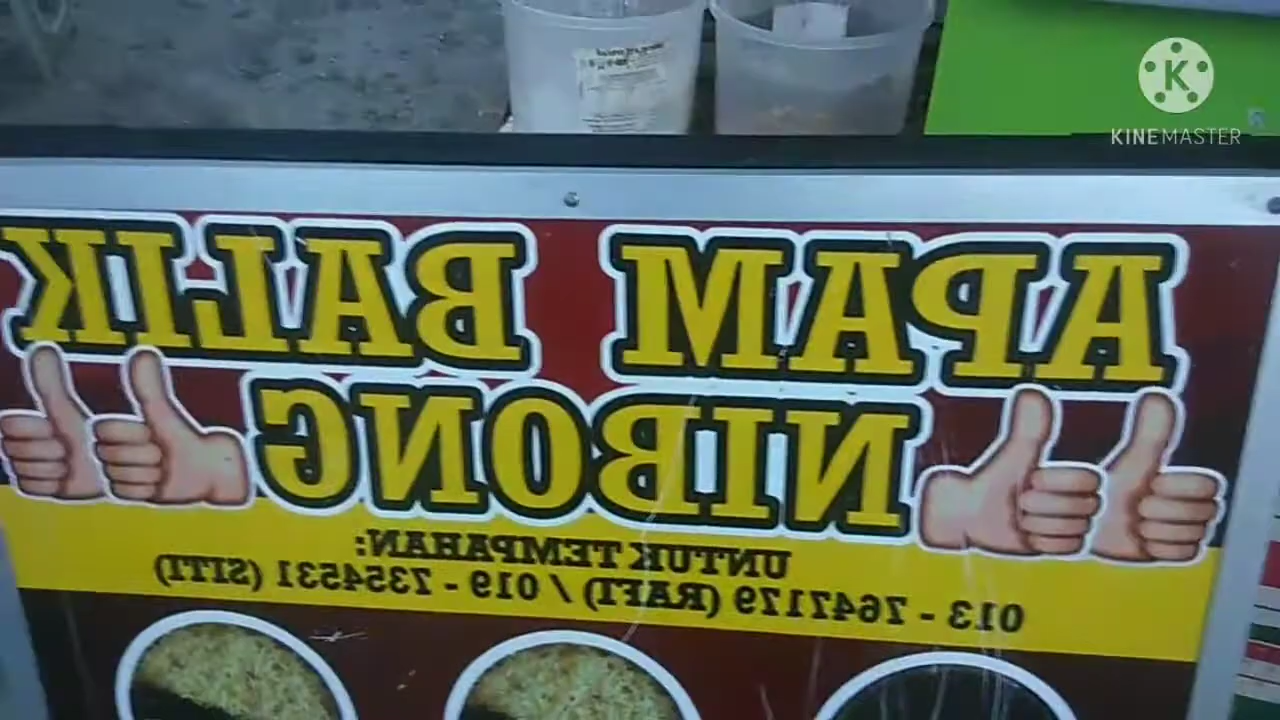 KINEMASTER
APAM BALIK
NIBONG
UNTUK TEMPAHAN:
013 - 7647179 (RAFI) / 019 - 7354531 (SITI)